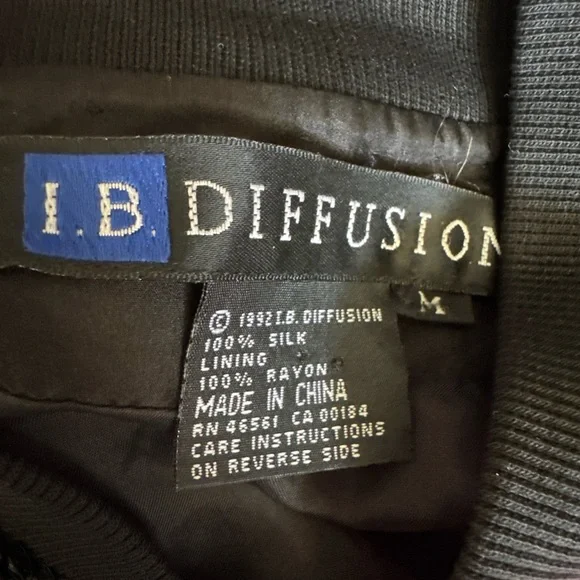 I.B. DIFFUSION
M
© 1992 I.B. DIFFUSION
100% SILK
LINING
100% RAYON
MADE IN CHINA
RN 46561 CA 00184
CARE INSTRUCTIONS
ON REVERSE SIDE